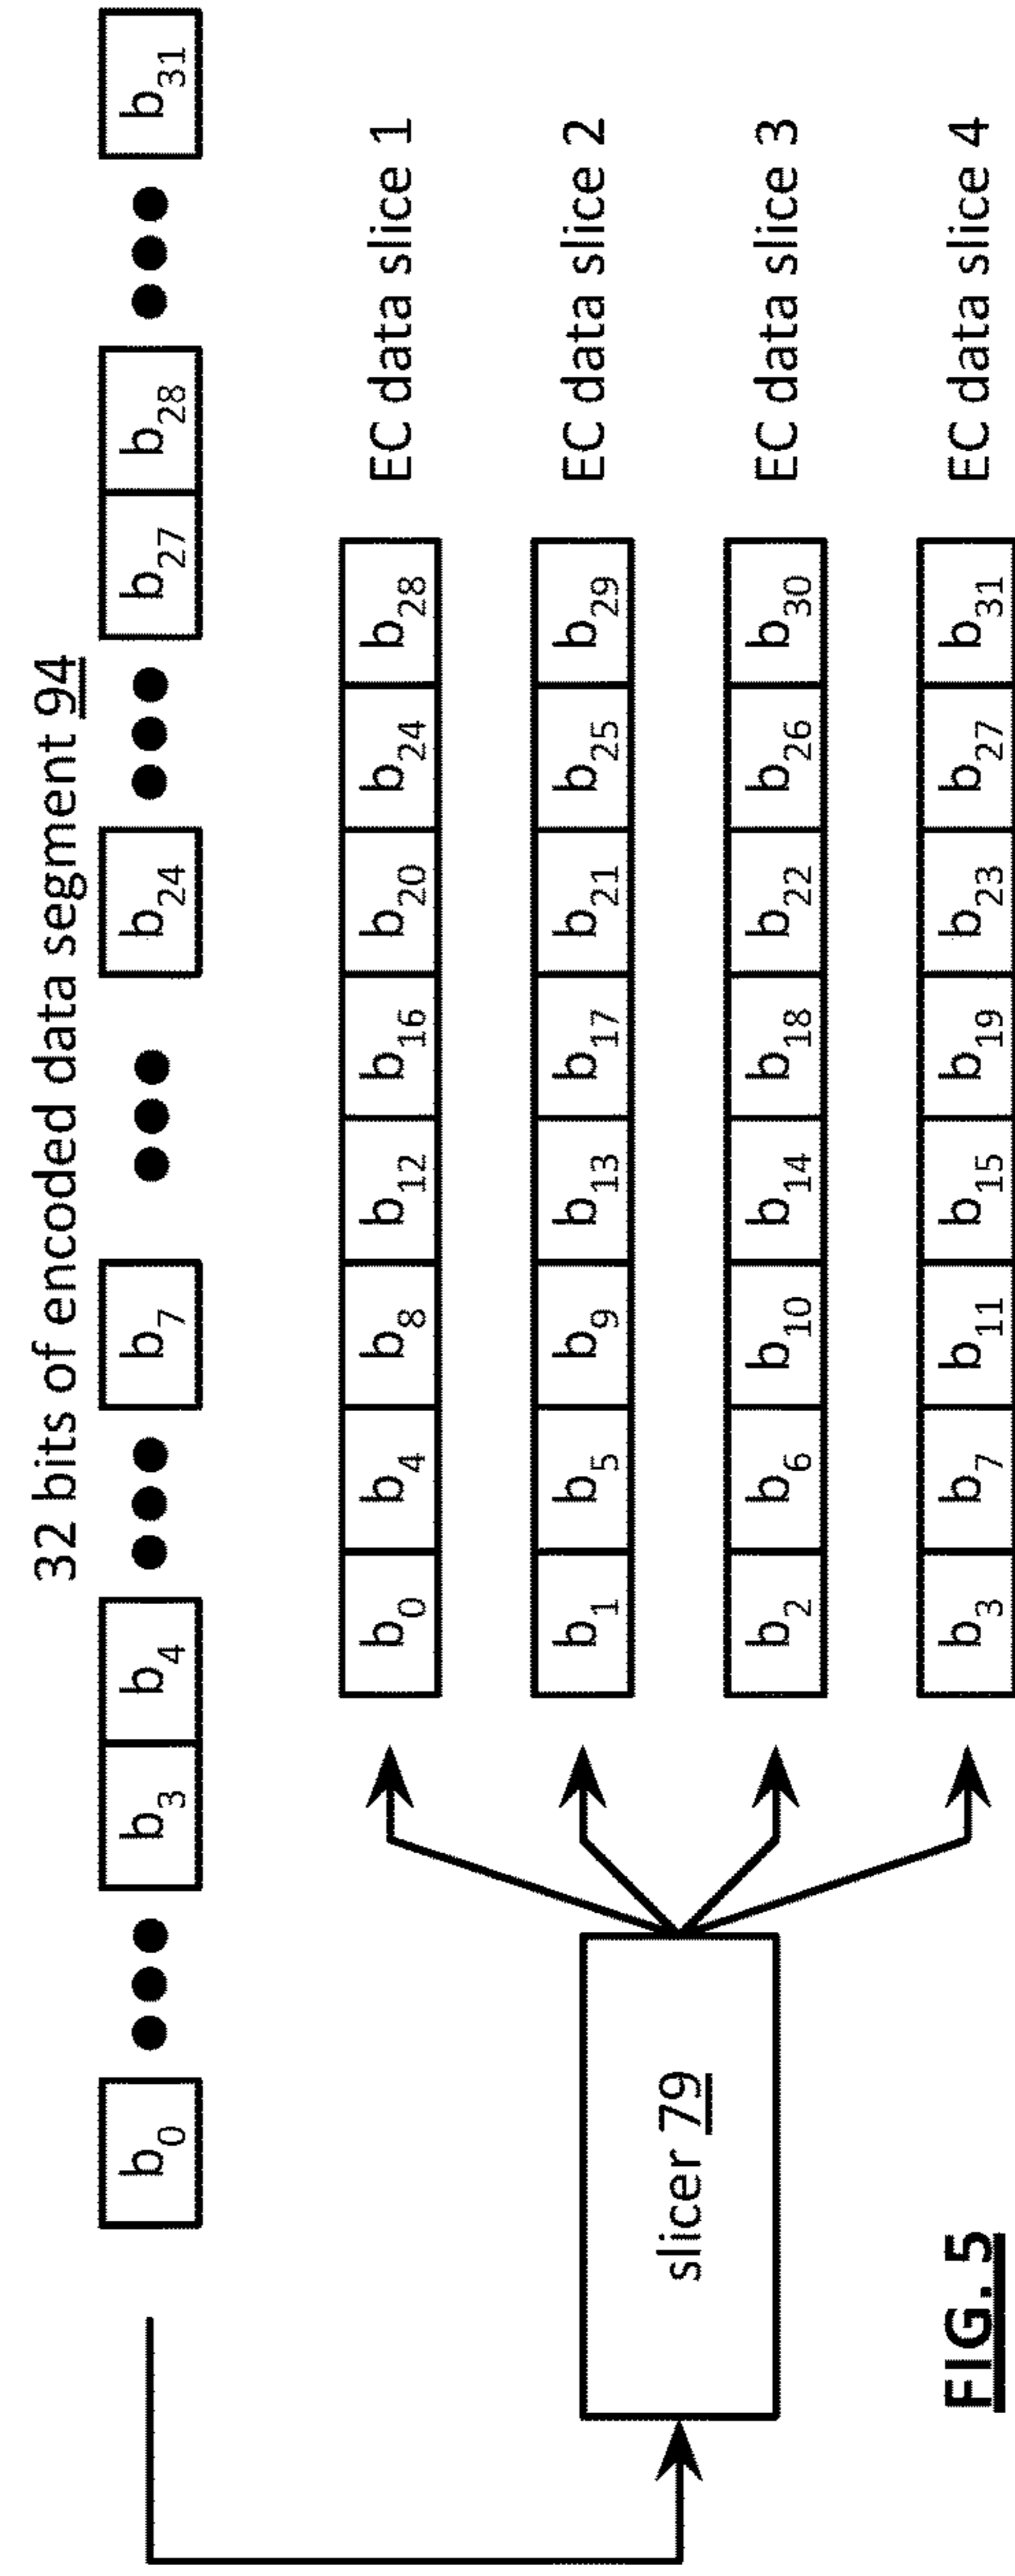 32 bits of encoded data segment 94
b0 ●●● b3 b4 ●●● b7 ●●● b24 ●●● b27 b28 ●●● b31
b0 b4 b8 b12 b16 b20 b24 b28 EC data slice 1
b1 b5 b9 b13 b17 b21 b25 b29 EC data slice 2
slicer 79
b2 b6 b10 b14 b18 b22 b26 b30 EC data slice 3
b3 b7 b11 b15 b19 b23 b27 b31 EC data slice 4
FIG. 5